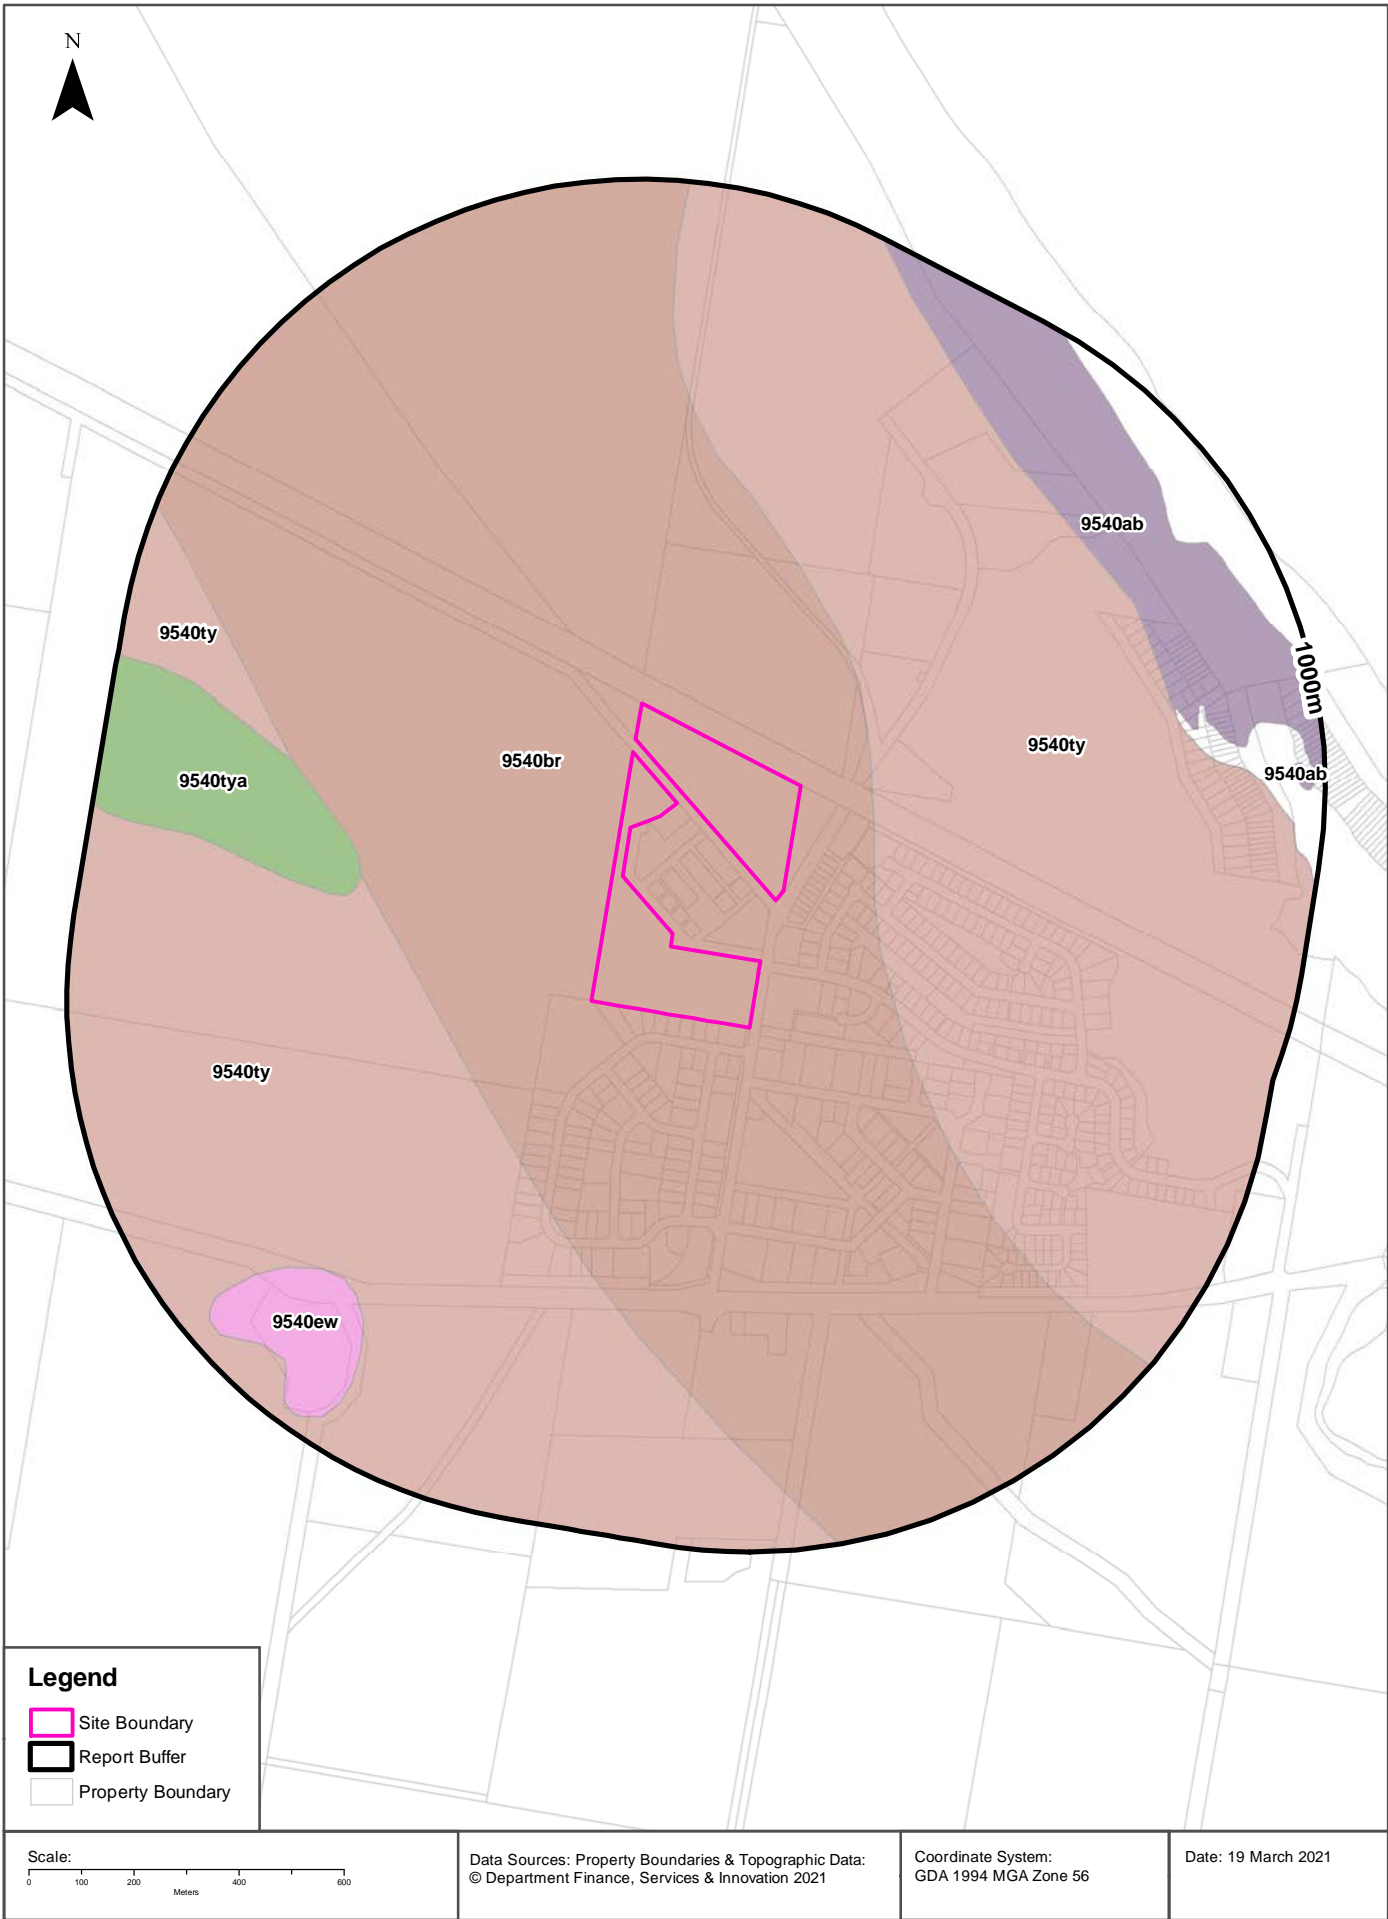 N
9540ab
9540ty
1000m
9540ty
9540br
9540tya
9540ab
9540ty
9540ew
Legend
Site Boundary
Report Buffer
Property Boundary
Scale:
0 100 200 400 600
Meters
Data Sources: Property Boundaries & Topographic Data:
© Department Finance, Services & Innovation 2021
Coordinate System:
GDA 1994 MGA Zone 56
Date: 19 March 2021